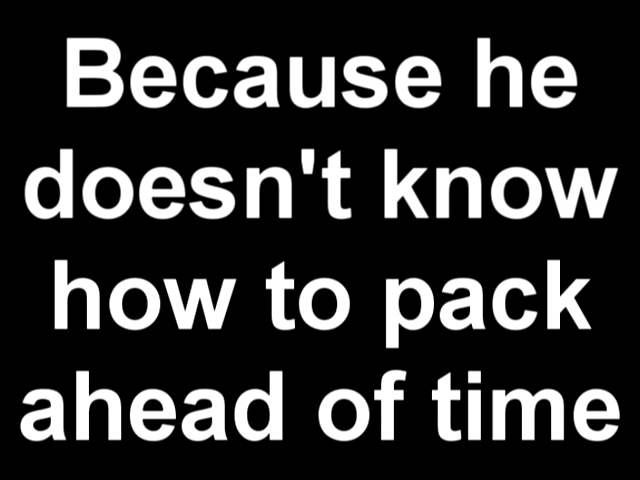 Because he
doesn't know
how to pack
ahead of time